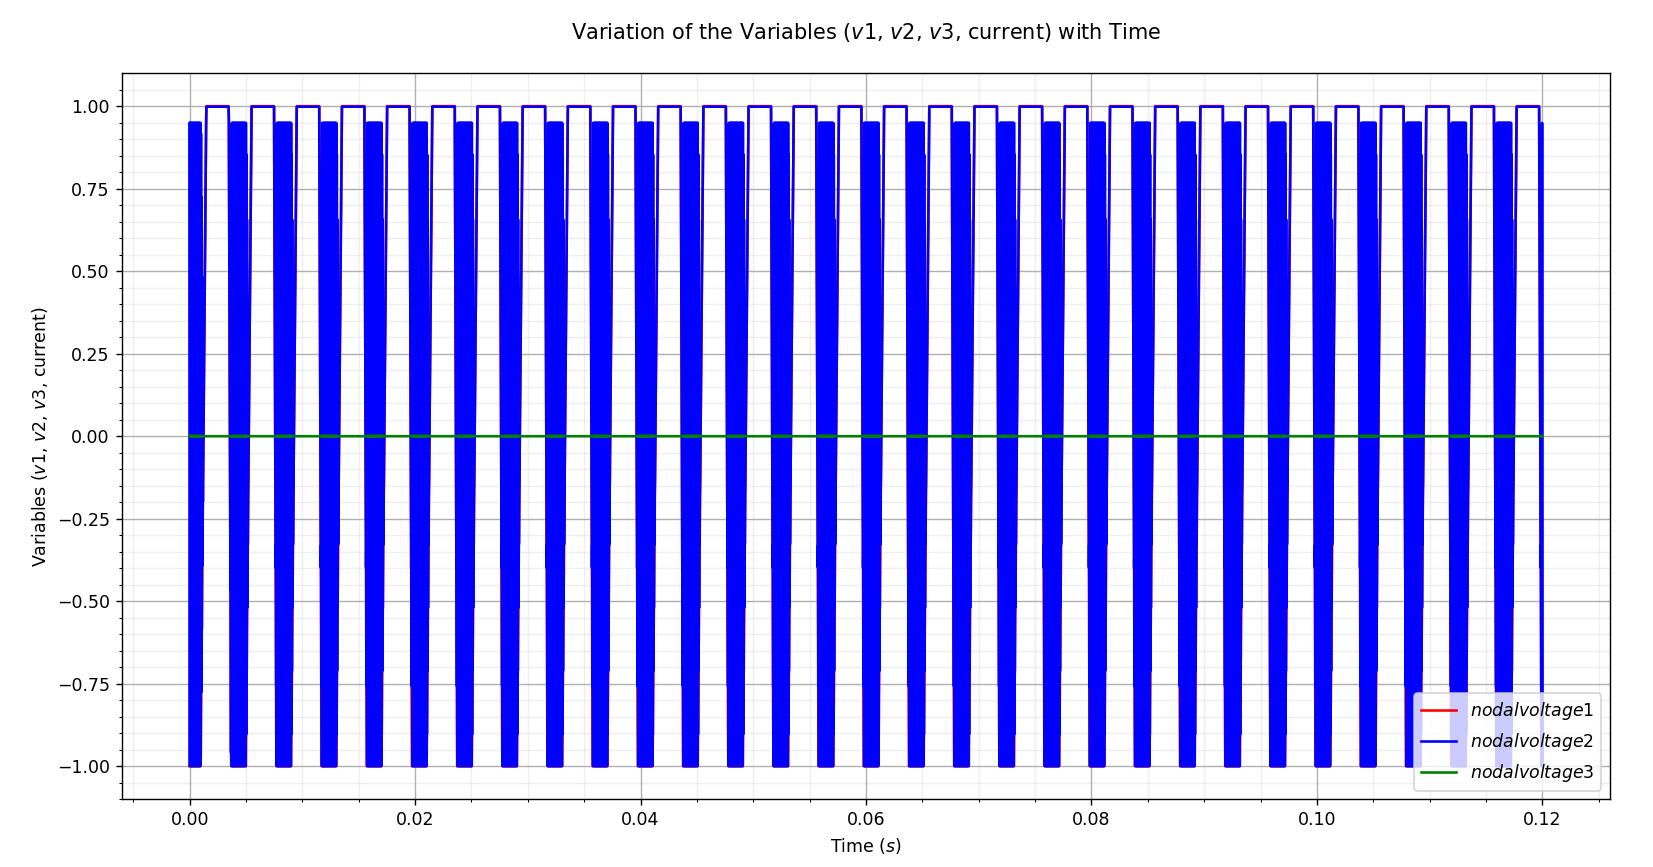 Variation of the Variables (v1, v2, v3, current) with Time
Variables (v1, v2, v3, current)
1.00
0.75
0.50
0.25
0.00
−0.25
−0.50
−0.75
−1.00
nodalvoltage1
nodalvoltage2
nodalvoltage3
0.00 0.02 0.04 0.06 0.08 0.10 0.12
Time (s)